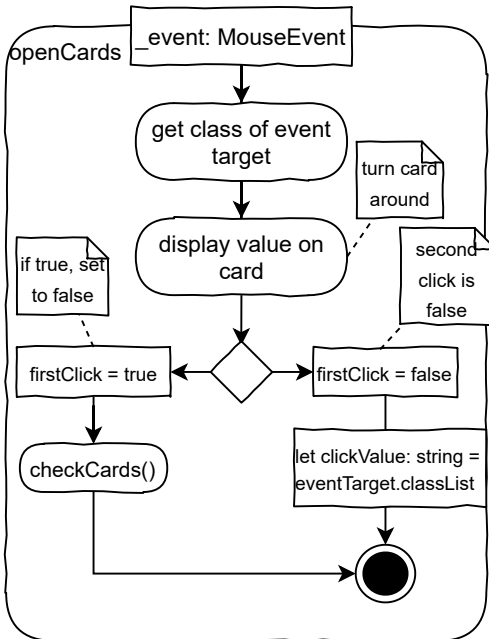 openCards
_event: MouseEvent
get class of event
target
turn card
around
display value on
card
if true, set
to false
second
click is
false
firstClick = true
firstClick = false
checkCards()
let clickValue: string =
eventTarget.classList